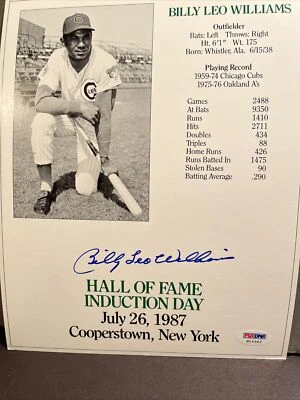 BILLY LEO WILLIAMS
Outfielder
Bats: Left Throws: Right
Ht. 6'1" Wt. 175
Born: Whistler, Ala. 6/15/38
Playing Record
1959-74 Chicago Cubs
1975-76 Oakland A's
Games 2488
At Bats 9350
Runs 1410
Hits 2711
Doubles 434
Triples 88
Home Runs 426
Runs Batted In 1475
Stolen Bases 90
Batting Average .290
Billy Leo Williams
HALL OF FAME
INDUCTION DAY
July 26, 1987
Cooperstown, New York
PSA/DNA